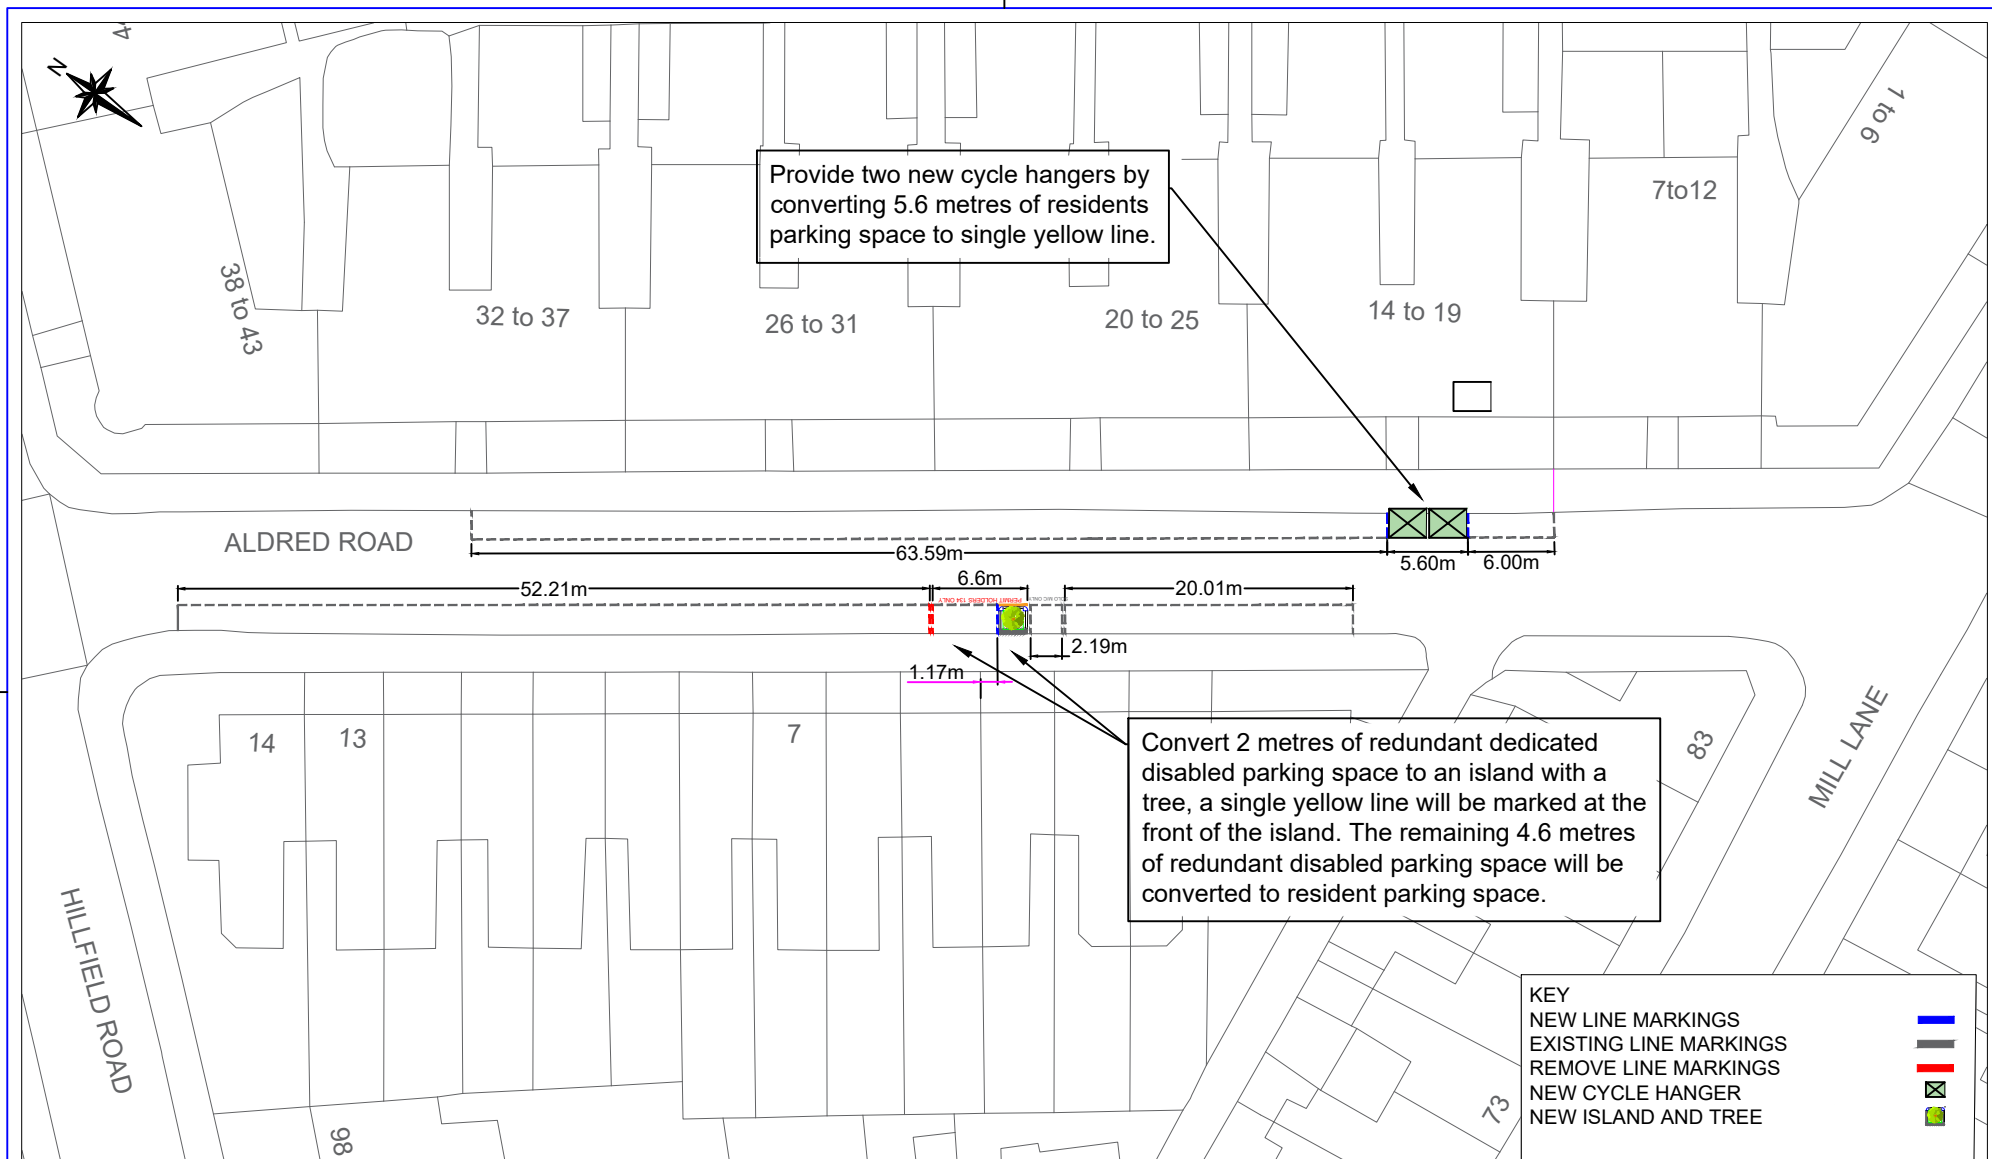 4
N
1 to 6
Provide two new cycle hangers by
converting 5.6 metres of residents
parking space to single yellow line.
7to12
38 to 43
32 to 37
26 to 31
20 to 25
14 to 19
ALDRED ROAD
63.59m
5.60m
6.00m
52.21m
6.6m
20.01m
PERMIT HOLDERS 134 ONLY
2.19m
1.17m
14
13
7
83
MILL LANE
Convert 2 metres of redundant dedicated
disabled parking space to an island with a
tree, a single yellow line will be marked at the
front of the island. The remaining 4.6 metres
of redundant disabled parking space will be
converted to resident parking space.
HILLFIELD ROAD
98
73
KEY
NEW LINE MARKINGS
EXISTING LINE MARKINGS
REMOVE LINE MARKINGS
NEW CYCLE HANGER
NEW ISLAND AND TREE